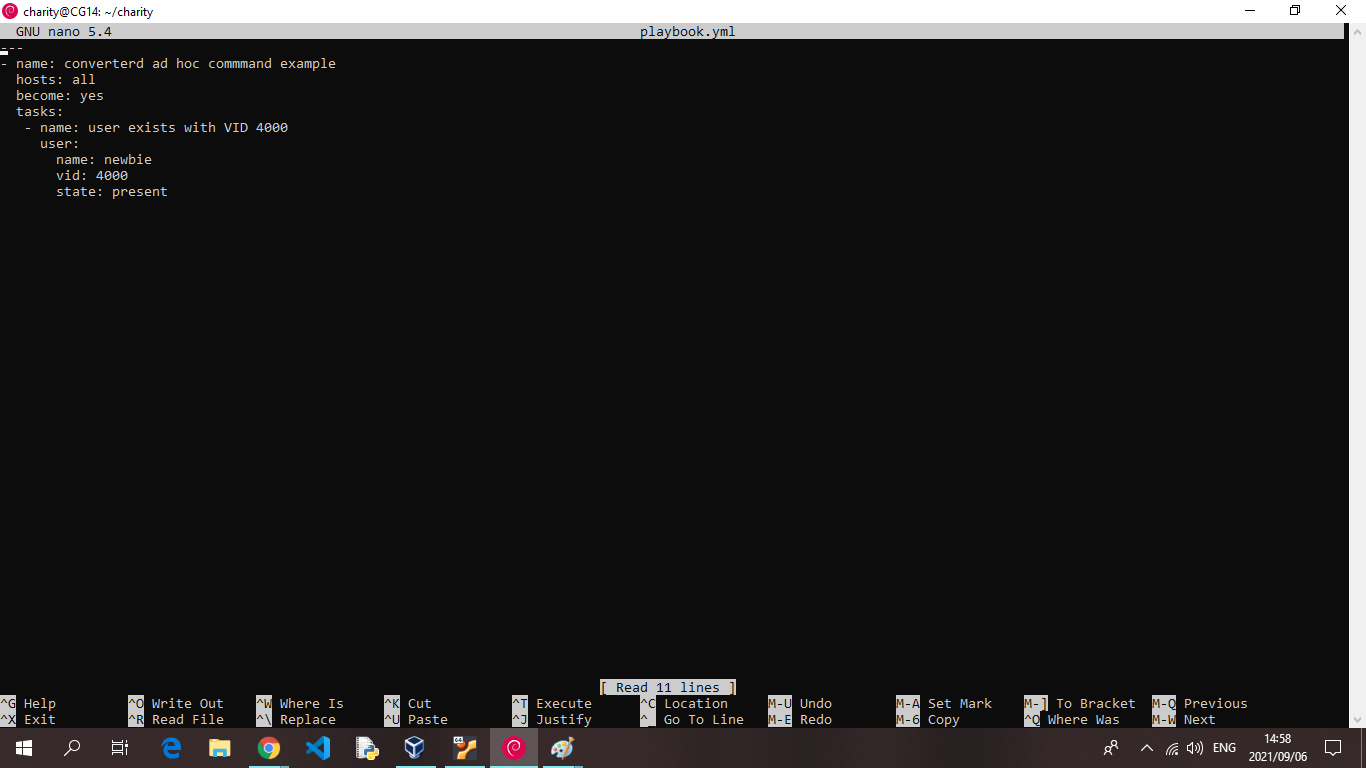 charity@CG14: ~/charity
GNU nano 5.4 playbook.yml
---
- name: converterd ad hoc commmand example
  hosts: all
  become: yes
  tasks:
   - name: user exists with VID 4000
     user:
       name: newbie
       vid: 4000
       state: present
[ Read 11 lines ]
^G Help ^O Write Out ^W Where Is ^K Cut ^T Execute ^C Location M-U Undo M-A Set Mark M-] To Bracket M-Q Previous
^X Exit ^R Read File ^\ Replace ^U Paste ^J Justify ^_ Go To Line M-E Redo M-6 Copy ^Q Where Was M-W Next
64
ENG
14:58
2021/09/06